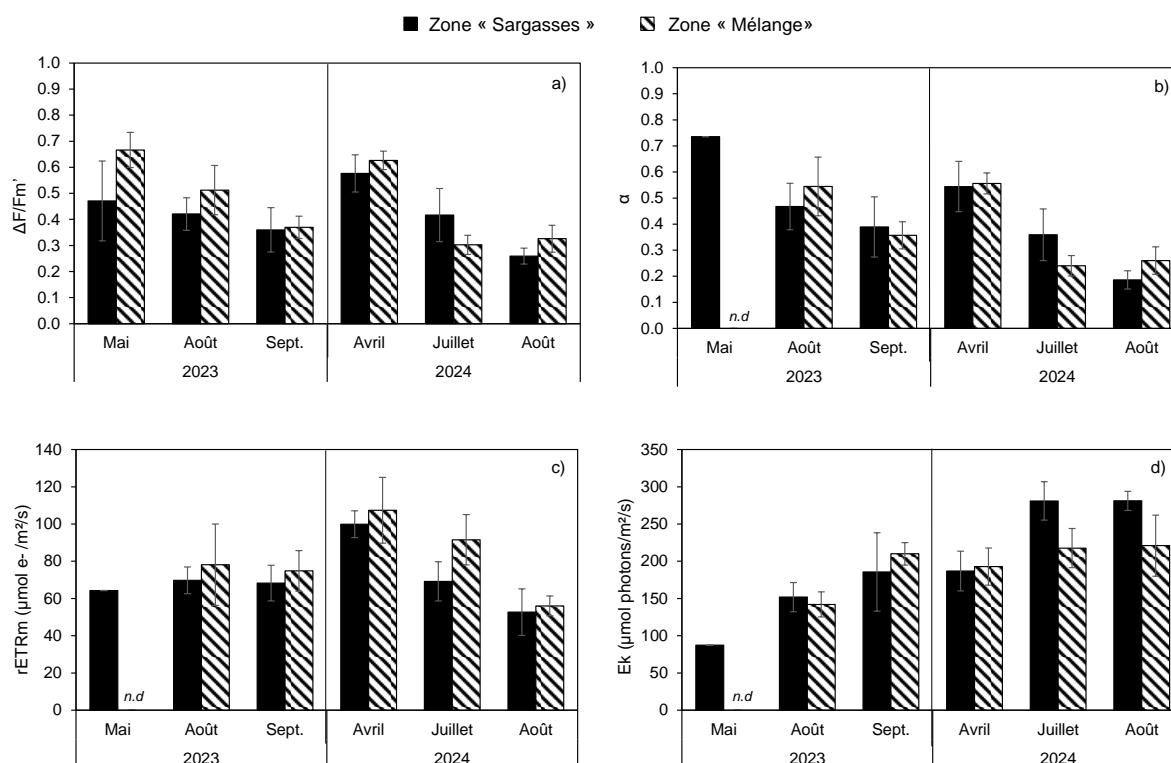 Zone « Sargasses » Zone « Mélange»
a)
ΔF/Fm'
1.0
0.9
0.8
0.7
0.6
0.5
0.4
0.3
0.2
0.1
0.0
Mai Août Sept. Avril Juillet Août
2023 2024
b)
α
1.0
0.9
0.8
0.7
0.6
0.5
0.4
0.3
0.2
0.1
0.0
n.d
Mai Août Sept. Avril Juillet Août
2023 2024
c)
rETRm (µmol e- /m²/s)
140
120
100
80
60
40
20
0
n.d
Mai Août Sept. Avril Juillet Août
2023 2024
d)
Ek (µmol photons/m²/s)
350
300
250
200
150
100
50
0
n.d
Mai Août Sept. Avril Juillet Août
2023 2024